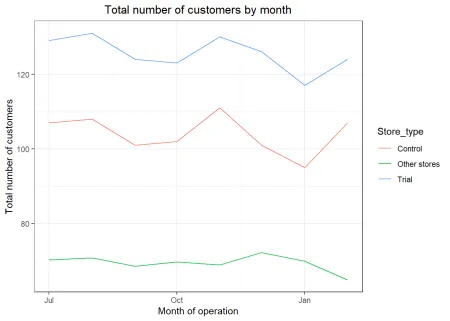 Total number of customers by month
Total number of customers
120
100
80
Jul
Oct
Jan
Month of operation
Store_type
Control
Other stores
Trial